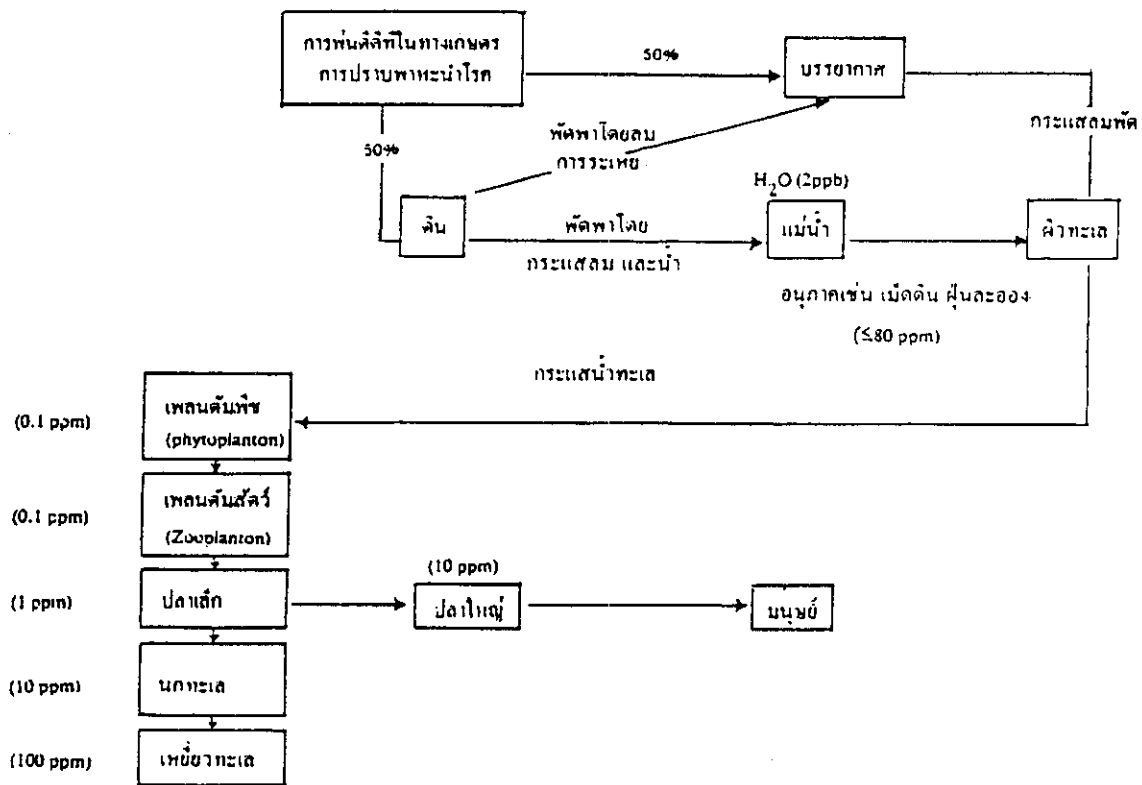 การพ่นดีดีทีในทางเกษตร
การปราบพาหะนำโรค
50%
บรรยากาศ
กระแสลมพัด
50%
พัดพาโดยลม
การระเหย
H₂O (2ppb)
ดิน
พัดพาโดย
กระแสลม และน้ำ
แม่น้ำ
ผิวทะเล
อนุภาคเช่น เม็ดดิน ฝุ่นละออง
(≤80 ppm)
กระแสน้ำทะเล
(0.1 ppm)
เพลนตันพืช
(phytoplanton)
(0.1 ppm)
เพลนตันสัตว์
(Zooplanton)
(1 ppm)
ปลาเล็ก
(10 ppm)
ปลาใหญ่
มนุษย์
(10 ppm)
นกทะเล
(100 ppm)
เหยี่ยวทะเล